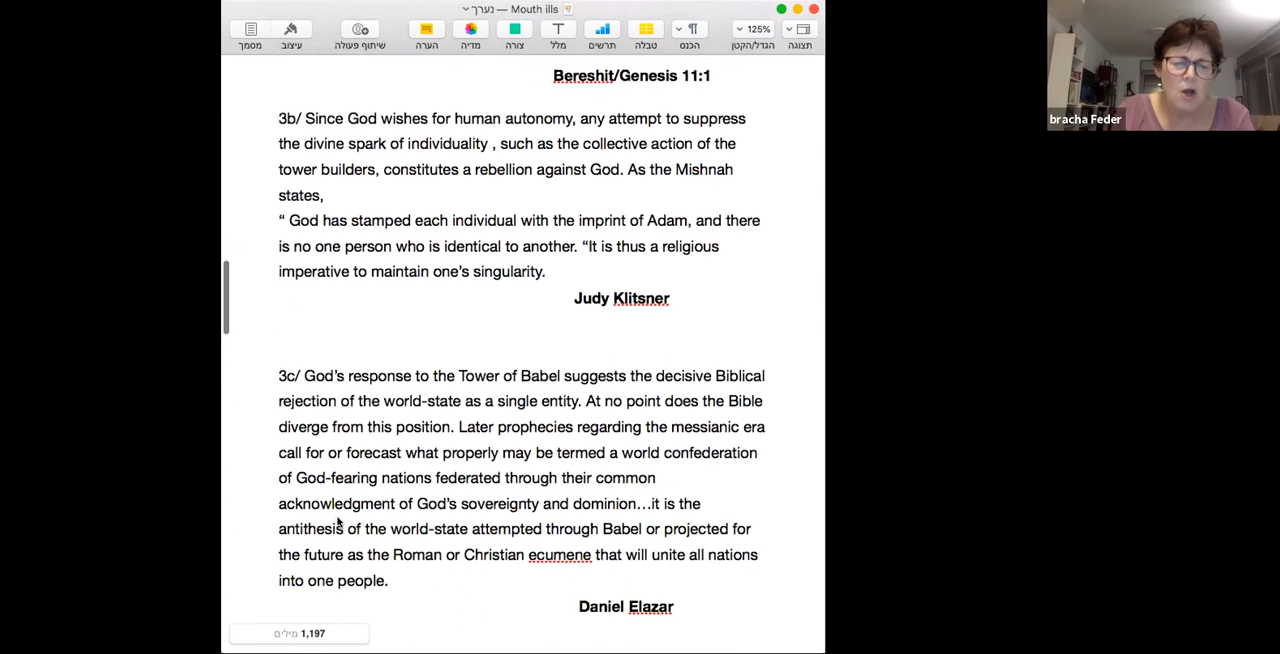 Mouth ills — נערך
מסמך
עיצוב
שיתוף פעולה
הערה
מדיה
צורה
מלל
תרשים
טבלה
הכנס
125%
הגדל/הקטן
תצוגה
Bereshit/Genesis 11:1
3b/ Since God wishes for human autonomy, any attempt to suppress
the divine spark of individuality , such as the collective action of the
tower builders, constitutes a rebellion against God. As the Mishnah
states,
“ God has stamped each individual with the imprint of Adam, and there
is no one person who is identical to another. “It is thus a religious
imperative to maintain one’s singularity.
Judy Klitsner
3c/ God’s response to the Tower of Babel suggests the decisive Biblical
rejection of the world-state as a single entity. At no point does the Bible
diverge from this position. Later prophecies regarding the messianic era
call for or forecast what properly may be termed a world confederation
of God-fearing nations federated through their common
acknowledgment of God’s sovereignty and dominion…it is the
antithesis of the world-state attempted through Babel or projected for
the future as the Roman or Christian ecumene that will unite all nations
into one people.
Daniel Elazar
1,197 מילים
bracha Feder